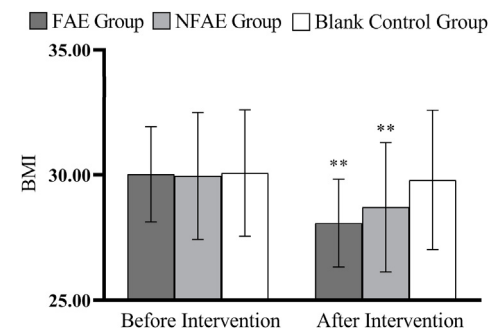 FAE Group NFAE Group Blank Control Group
35.00
** **
30.00
BMI
25.00
Before Intervention After Intervention